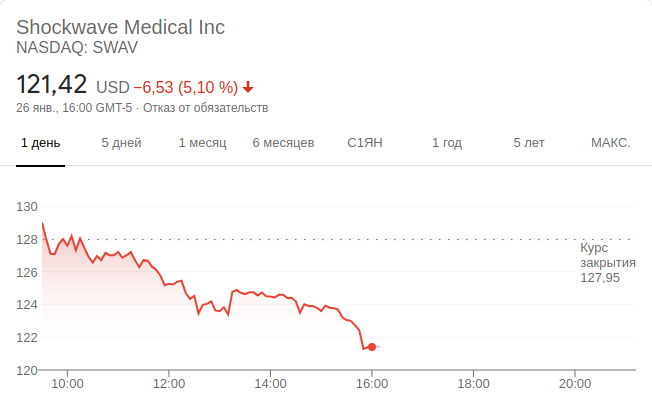 Shockwave Medical Inc
NASDAQ: SWAV
121,42 USD −6,53 (5,10 %)
26 янв., 16:00 GMT-5 · Отказ от обязательств
1 день 5 дней 1 месяц 6 месяцев С1ЯН 1 год 5 лет МАКС.
130
128
Курс
закрытия
127,95
126
124
122
120
10:00 12:00 14:00 16:00 18:00 20:00